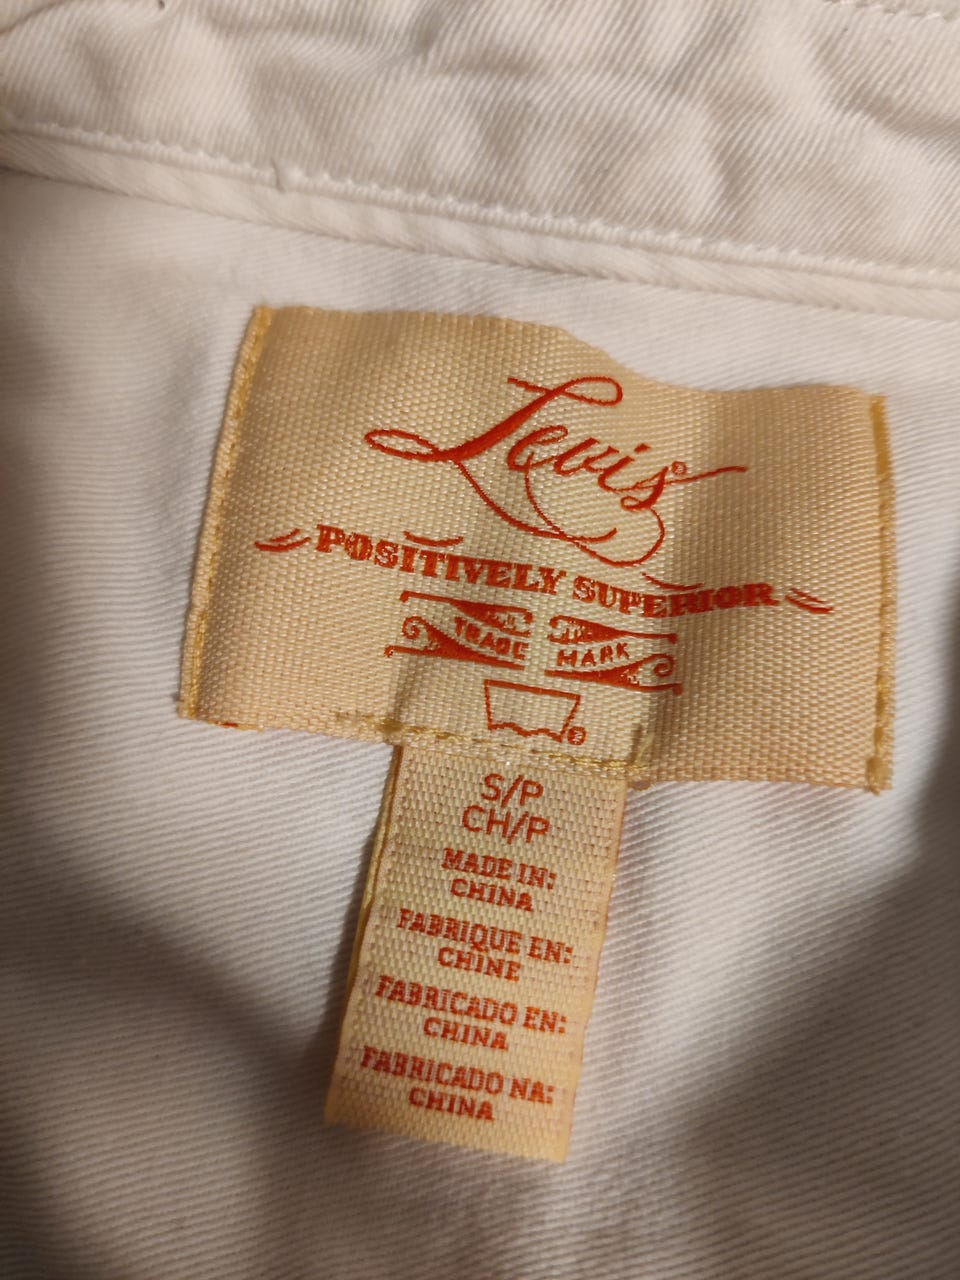 Levi's®
POSITIVELY SUPERIOR
TRADE MARK
®
S/P
CH/P
MADE IN:
CHINA
FABRIQUE EN:
CHINE
FABRICADO EN:
CHINA
FABRICADO NA:
CHINA